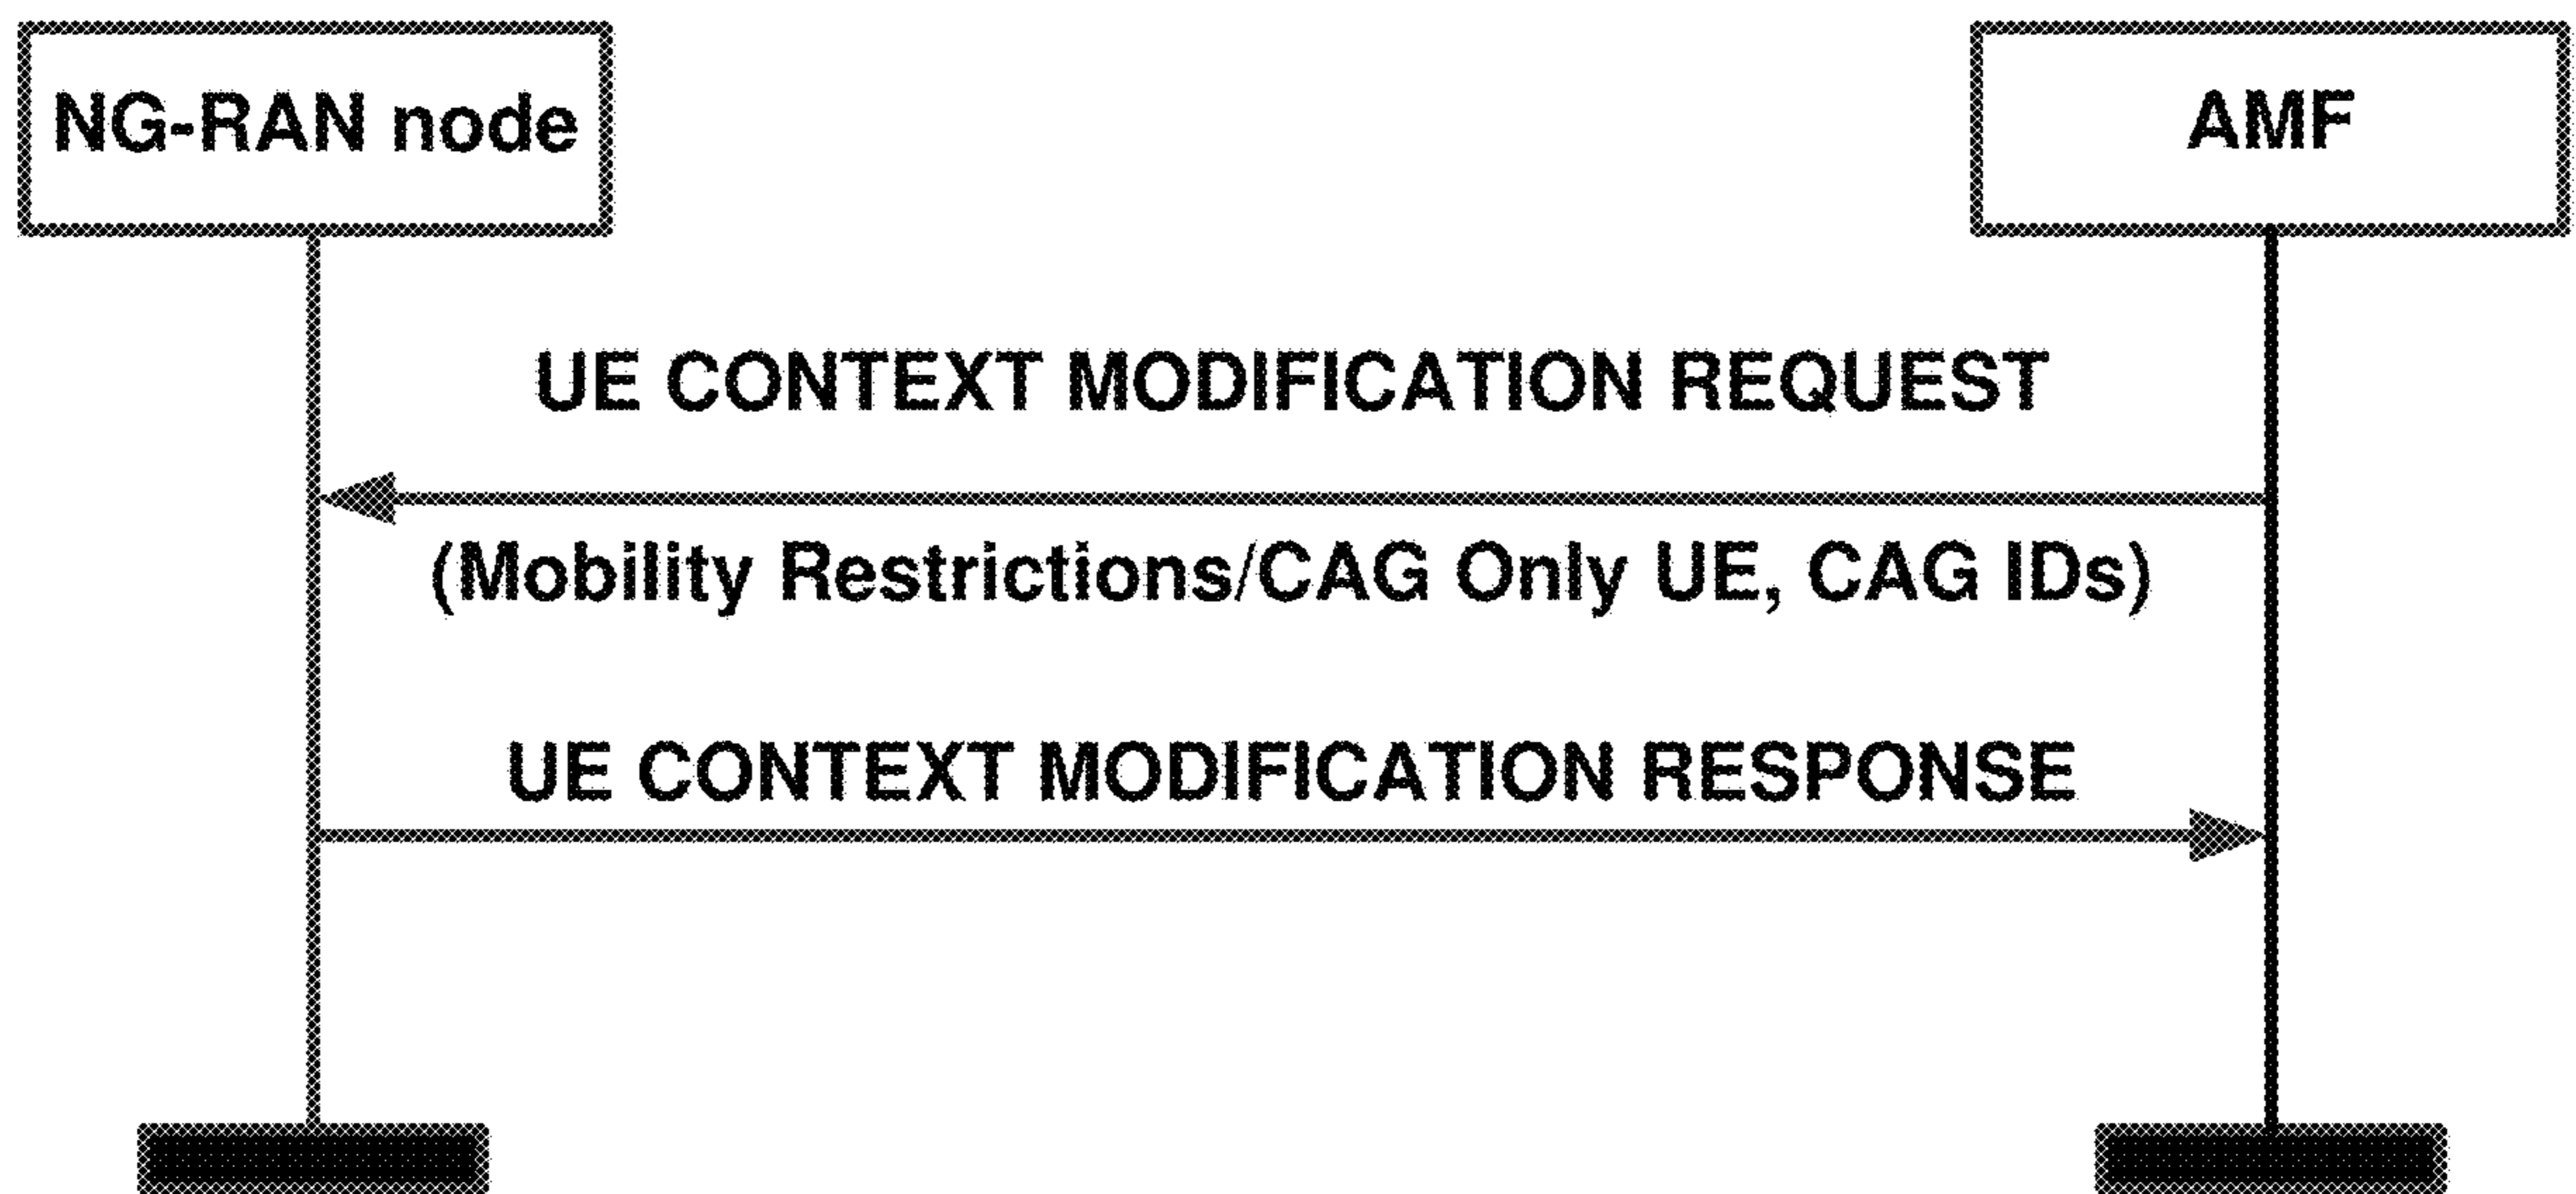 NG-RAN node
AMF
UE CONTEXT MODIFICATION REQUEST
(Mobility Restrictions/CAG Only UE, CAG IDs)
UE CONTEXT MODIFICATION RESPONSE